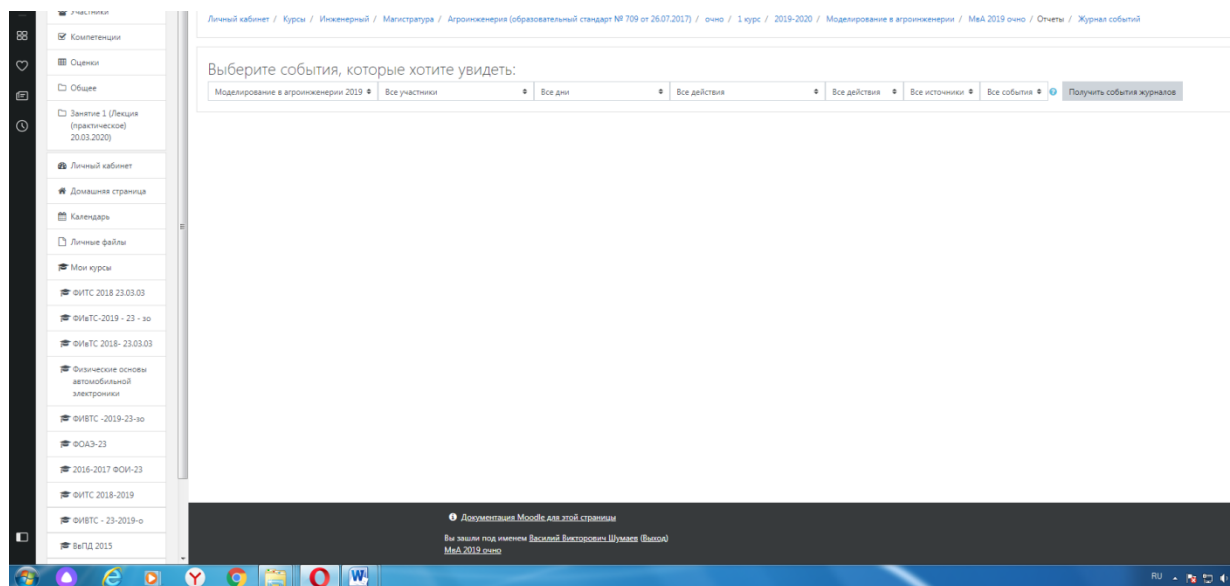 Участники
Компетенции
Оценки
Общее
Занятие 1 (Лекция
(практическое)
20.03.2020)
Личный кабинет
Домашняя страница
Календарь
Личные файлы
Мои курсы
ФИТС 2018 23.03.03
ФИвТС-2019 - 23 - зо
ФИвТС 2018- 23.03.03
Физические основы
автомобильной
электроники
ФИВТС -2019-23-зо
ФОАЭ-23
2016-2017 ФОИ-23
ФИТС 2018-2019
ФИВТС - 23-2019-о
ВвПД 2015
Личный кабинет / Курсы / Инженерный / Магистратура / Агроинженерия (образовательный стандарт № 709 от 26.07.2017) / очно / 1 курс / 2019-2020 / Моделирование в агроинженерии / МвА 2019 очно / Отчеты / Журнал событий
Выберите события, которые хотите увидеть:
Моделирование в агроинженерии 2019 Все участники Все дни Все действия Все действия Все источники Все события Получить события журналов
Документация Moodle для этой страницы
Вы зашли под именем Василий Викторович Шумаев (Выход)
МвА 2019 очно
RU